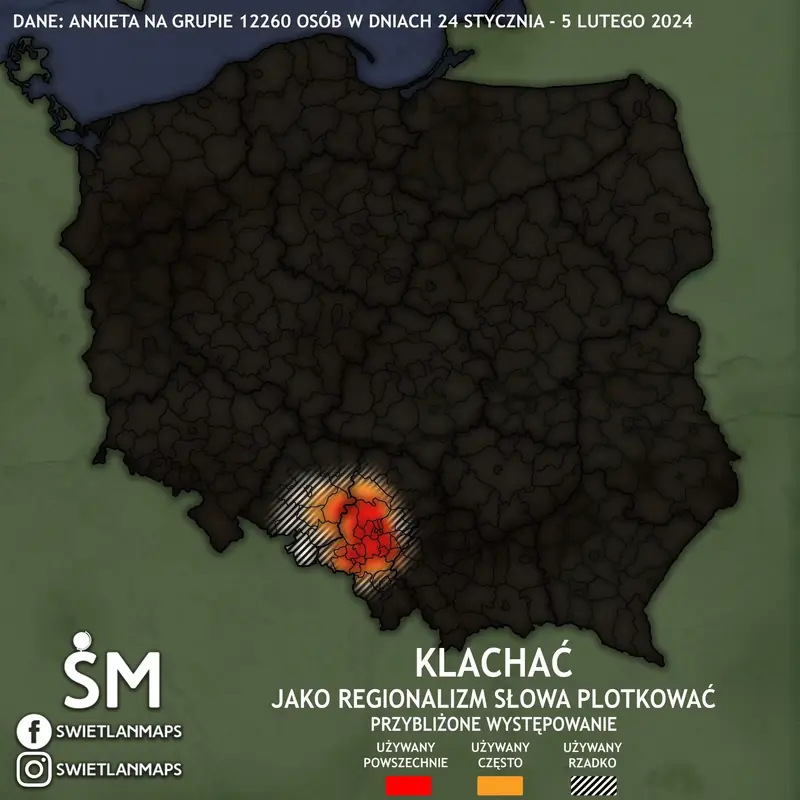 DANE: ANKIETA NA GRUPIE 12260 OSÓB W DNIACH 24 STYCZNIA - 5 LUTEGO 2024
ŚM
SWIETLANMAPS
SWIETLANMAPS
KLACHAĆ
JAKO REGIONALIZM SŁOWA PLOTKOWAĆ
PRZYBLIŻONE WYSTĘPOWANIE
UŻYWANY POWSZECHNIE
UŻYWANY CZĘSTO
UŻYWANY RZADKO